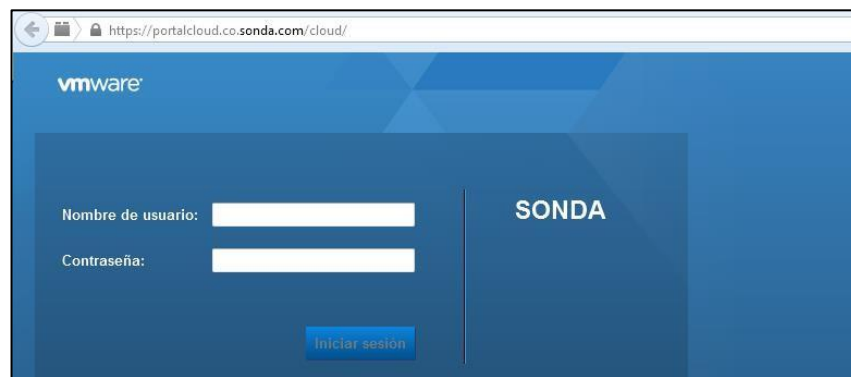 https://portalcloud.co.sonda.com/cloud/
vmware®
Nombre de usuario:
SONDA
Contraseña:
Iniciar sesión